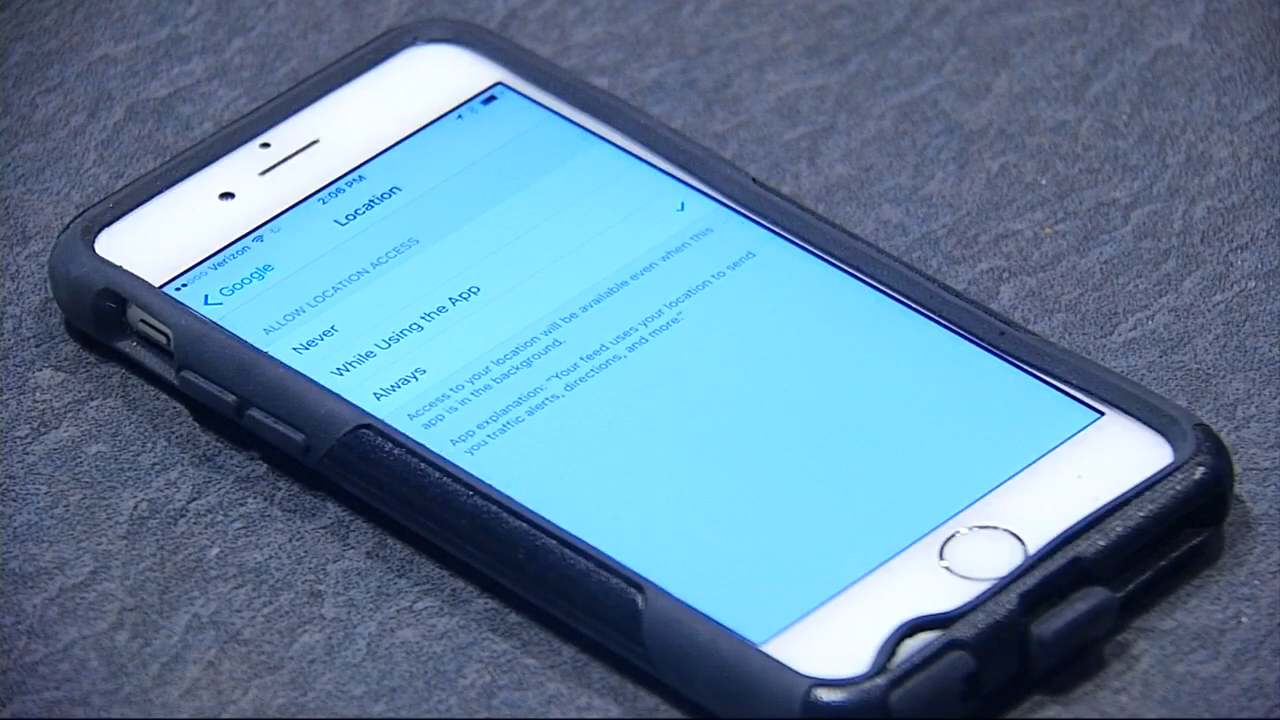 Verizon
2:06 PM
Google
Location
ALLOW LOCATION ACCESS
Never
While Using the App
Always
Access to your location will be available even when this
app is in the background.
App explanation: "Your feed uses your location to send
you traffic alerts, directions, and more."